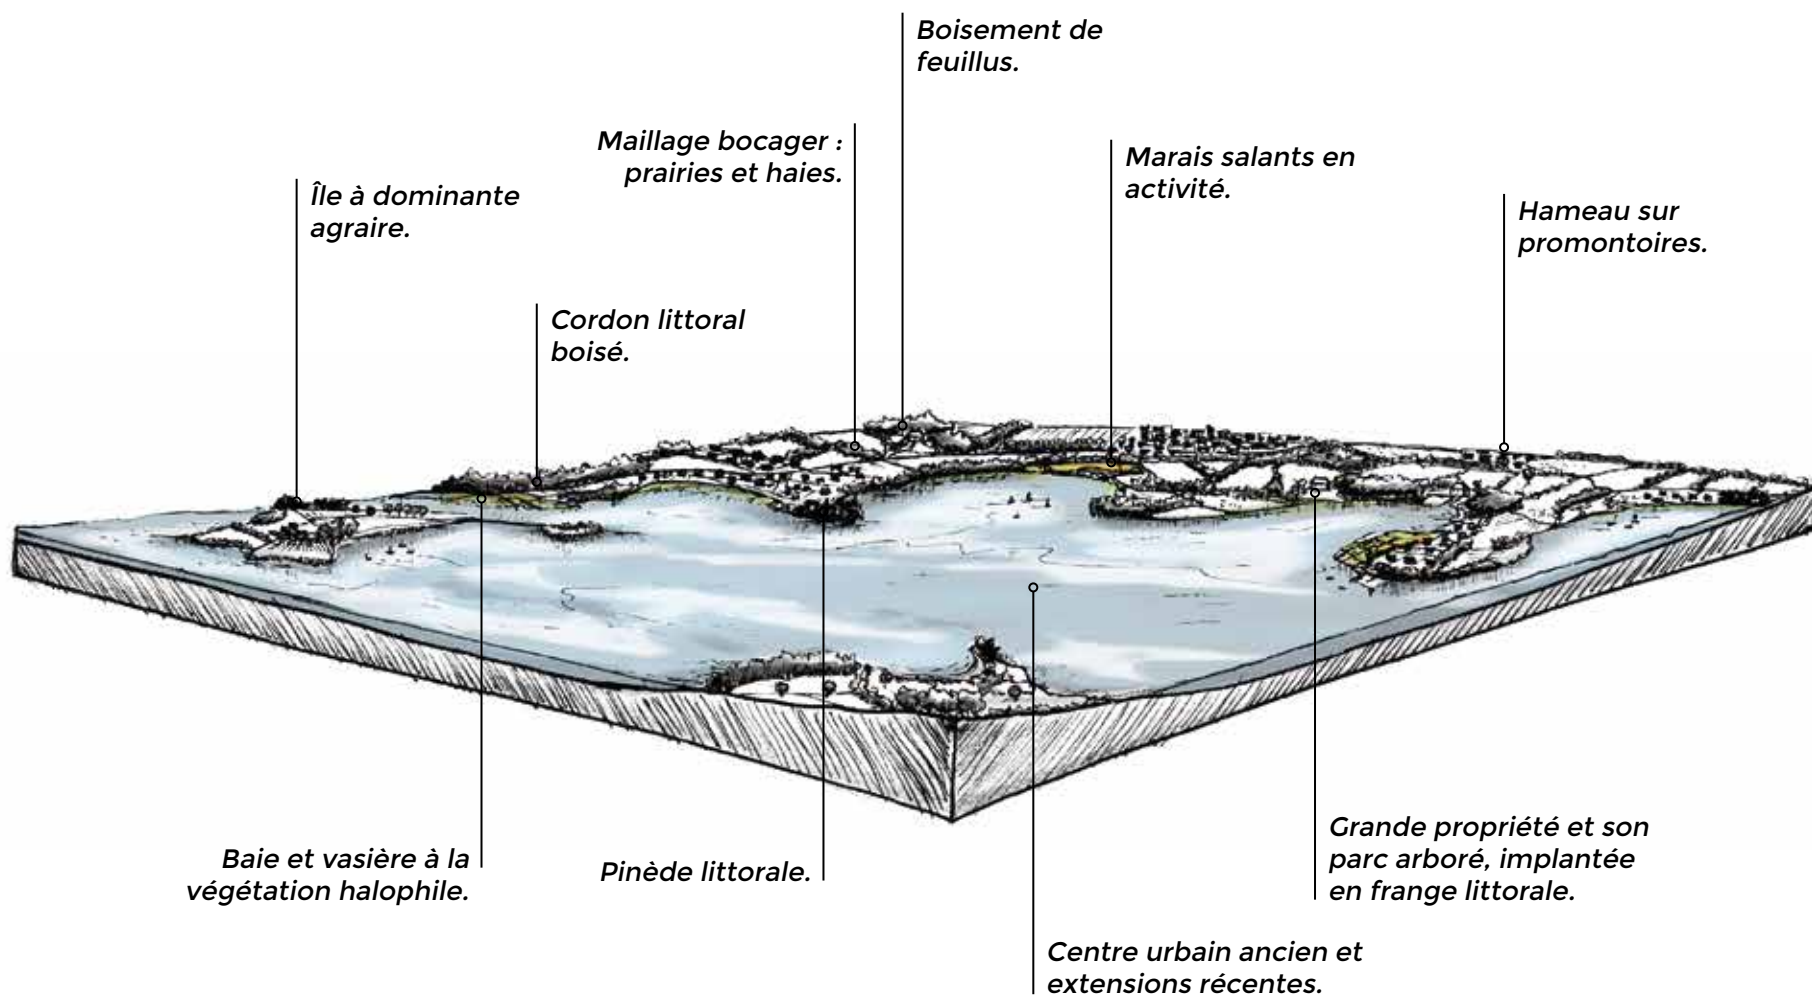 Boisement de
feuillus.
Maillage bocager :
prairies et haies.
Marais salants en
activité.
Île à dominante
agraire.
Hameau sur
promontoires.
Cordon littoral
boisé.
Baie et vasière à la
végétation halophile.
Pinède littorale.
Grande propriété et son
parc arboré, implantée
en frange littorale.
Centre urbain ancien et
extensions récentes.